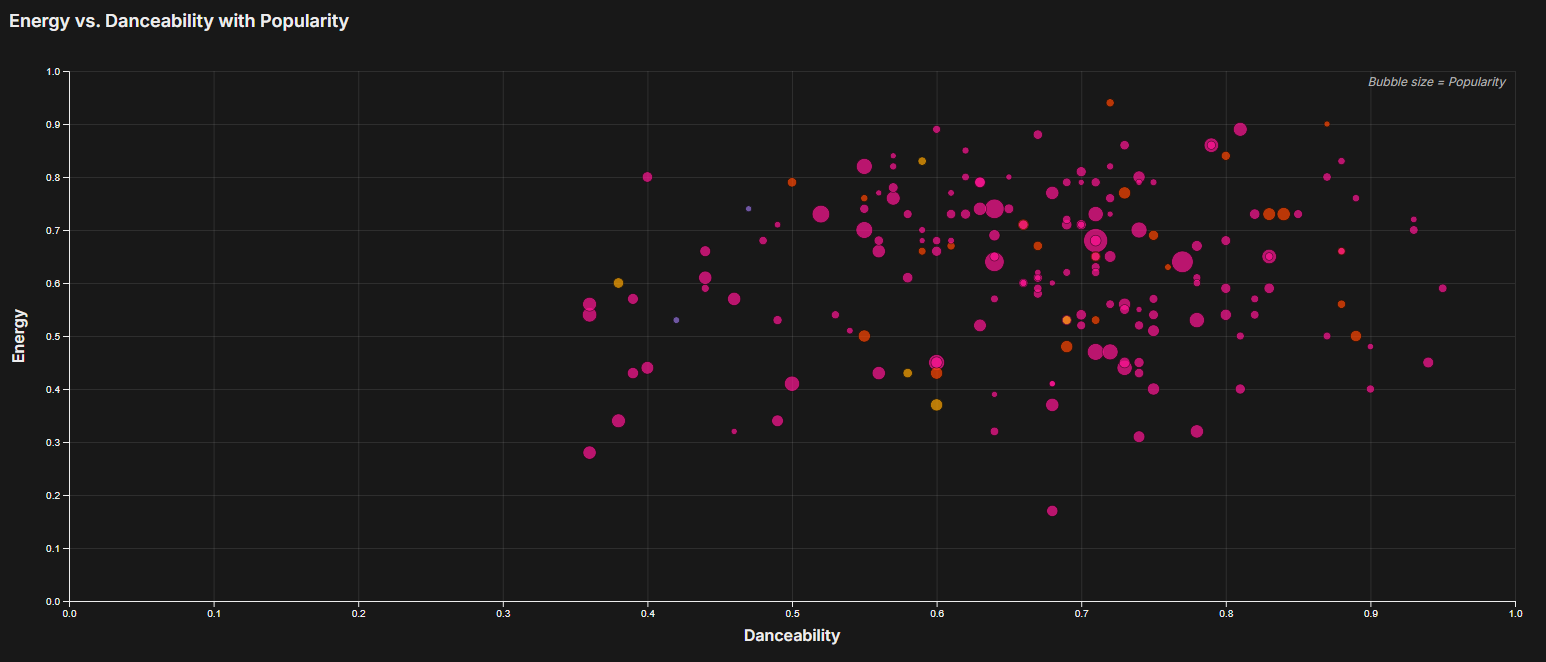 Energy vs. Danceability with Popularity
Bubble size = Popularity
1.0
0.9
0.8
0.7
0.6
0.5
0.4
0.3
0.2
0.1
0.0
Energy
0.0 0.1 0.2 0.3 0.4 0.5 0.6 0.7 0.8 0.9 1.0
Danceability